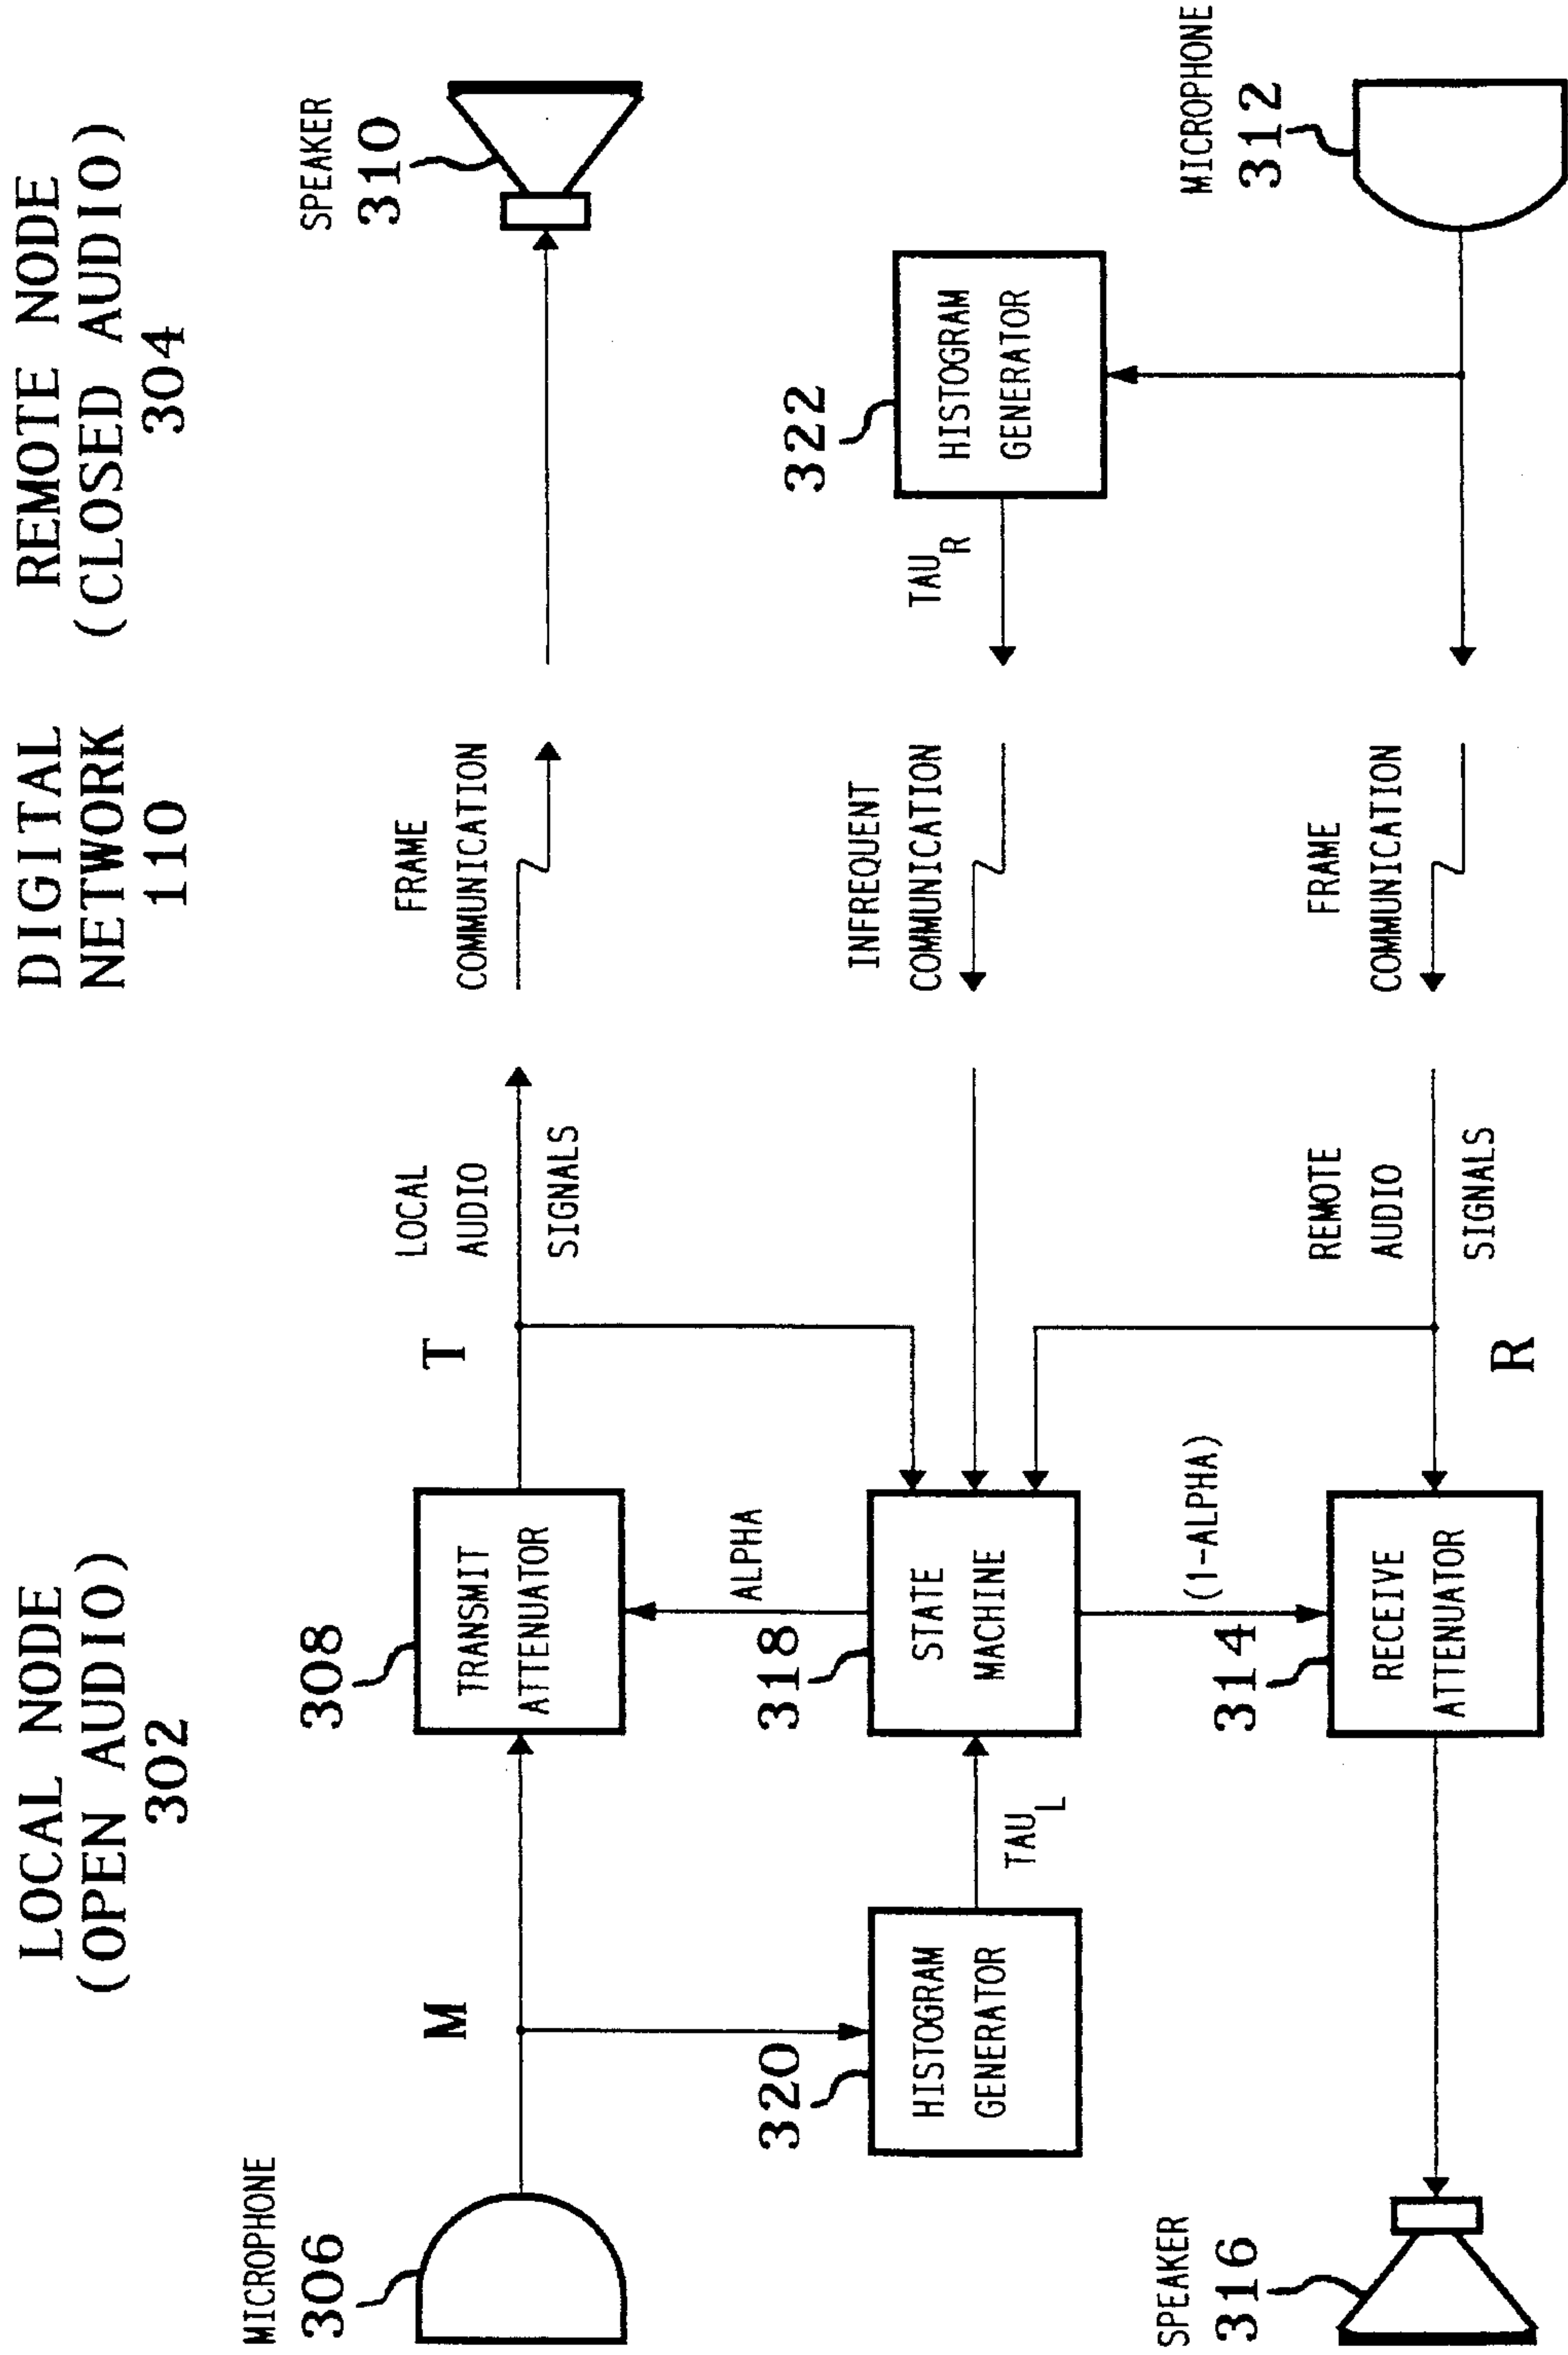 LOCAL NODE
(OPEN AUDIO)
302
DIGITAL
NETWORK
110
REMOTE NODE
(CLOSED AUDIO)
304
MICROPHONE
306
M
308
TRANSMIT
ATTENUATOR
T
LOCAL
AUDIO
SIGNALS
FRAME
COMMUNICATION
SPEAKER
310
320
HISTOGRAM
GENERATOR
TAU L
318
STATE
MACHINE
ALPHA
(1-ALPHA)
INFREQUENT
COMMUNICATION
TAU R
322
HISTOGRAM
GENERATOR
SPEAKER
316
314
RECEIVE
ATTENUATOR
R
REMOTE
AUDIO
SIGNALS
FRAME
COMMUNICATION
MICROPHONE
312